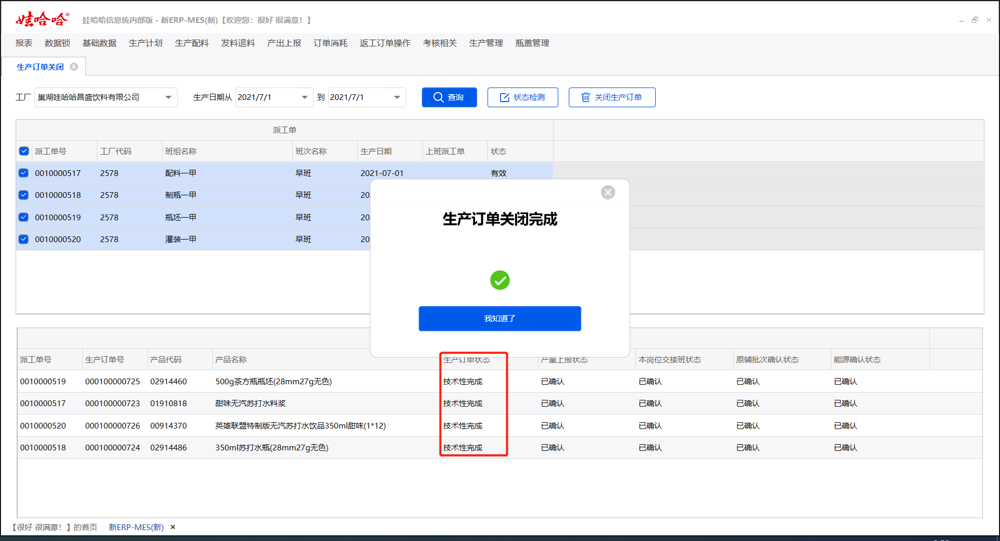 娃哈哈®
娃哈哈信息统内部版 - 新ERP-MES(新)【欢迎您：很好 很满意！】
报表 数据锁 基础数据 生产计划 生产配料 发料退料 产出上报 订单消耗 返工订单操作 考核相关 生产管理 瓶盖管理
生产订单关闭
工厂 巢湖娃哈哈昌盛饮料有限公司 生产日期从 2021/7/1 到 2021/7/1 查询 状态检测 关闭生产订单
派工单
派工单号 工厂代码 班组名称 班次名称 生产日期 上班派工单 状态
0010000517 2578 配料一甲 早班 2021-07-01 有效
0010000518 2578 制瓶一甲 早班 20
0010000519 2578 瓶坯一甲 早班 20
0010000520 2578 灌装一甲 早班 20
生产订单关闭完成
我知道了
派工单号 生产订单号 产品代码 产品名称 生产订单状态 产量上报状态 本岗位交接班状态 原辅批次确认状态 能源确认状态
0010000519 000100000725 02914460 500g茶方瓶瓶坯(28mm27g无色) 技术性完成 已确认 已确认 已确认 已确认
0010000517 000100000723 01910818 甜味无汽苏打水料浆 技术性完成 已确认 已确认 已确认 已确认
0010000520 000100000726 00914370 英雄联盟特制版无汽苏打水饮品350ml甜味(1*12) 技术性完成 已确认 已确认 已确认 已确认
0010000518 000100000724 02914486 350ml苏打水瓶(28mm27g无色) 技术性完成 已确认 已确认 已确认 已确认
【很好 很满意！】的首页 新ERP-MES(新)